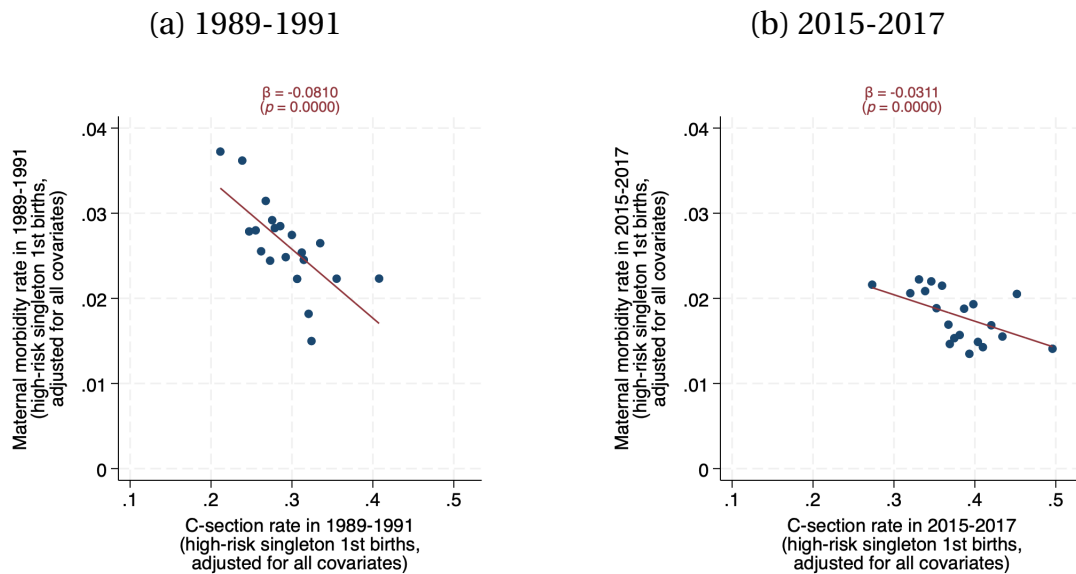 (a) 1989-1991
β = -0.0810
(p = 0.0000)
Maternal morbidity rate in 1989-1991
(high-risk singleton 1st births,
adjusted for all covariates)
.04
.03
.02
.01
0
.1 .2 .3 .4 .5
C-section rate in 1989-1991
(high-risk singleton 1st births,
adjusted for all covariates)
(b) 2015-2017
β = -0.0311
(p = 0.0000)
Maternal morbidity rate in 2015-2017
(high-risk singleton 1st births,
adjusted for all covariates)
.04
.03
.02
.01
0
.1 .2 .3 .4 .5
C-section rate in 2015-2017
(high-risk singleton 1st births,
adjusted for all covariates)